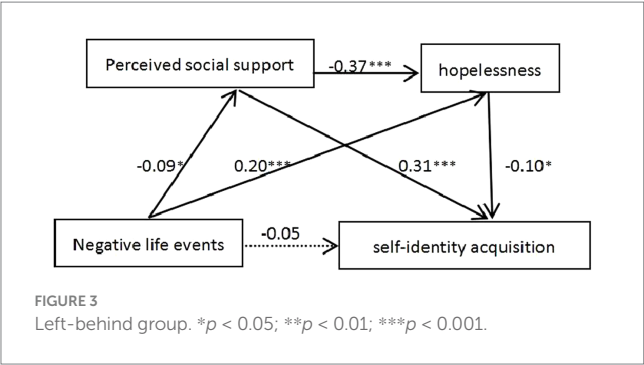 Perceived social support
-0.37***
hopelessness
-0.09*
0.20***
0.31***
-0.10*
Negative life events
-0.05
self-identity acquisition
FIGURE 3
Left-behind group. *p < 0.05; **p < 0.01; ***p < 0.001.